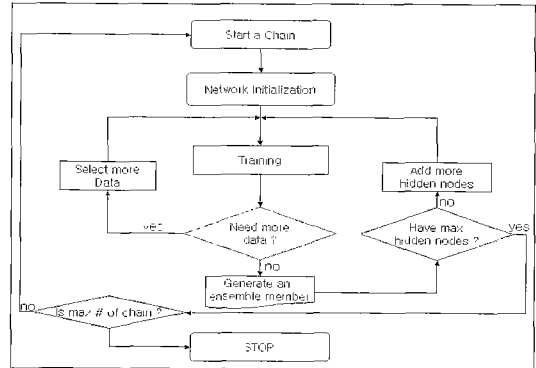 Start a Chain
Network Initialization
Training
Select more
Data
Add more
Hidden nodes
yes
Need more
data ?
no
Have max
hidden nodes ?
no
yes
Generate an
ensemble member
no
Is max # of chain ?
STOP